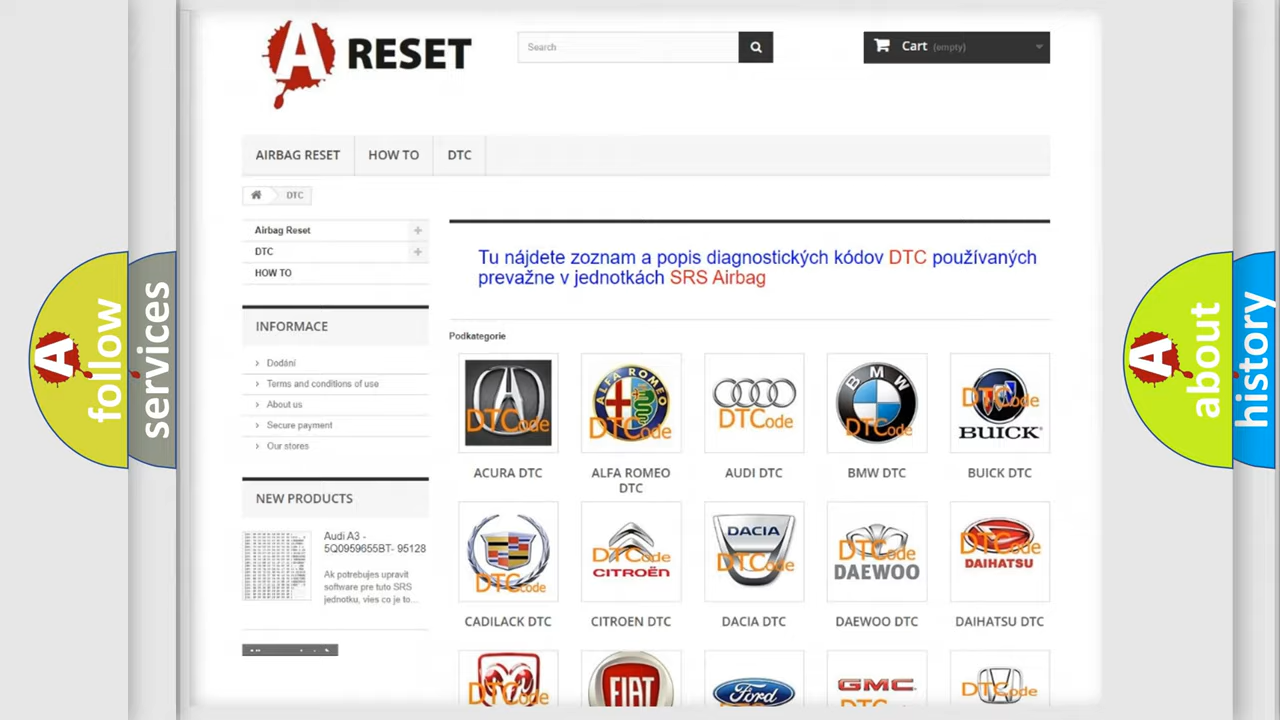 A RESET
Search
Cart (empty)
AIRBAG RESET
HOW TO
DTC
DTC
Airbag Reset
DTC
HOW TO
INFORMACE
Dodání
Terms and conditions of use
About us
Secure payment
Our stores
NEW PRODUCTS
Audi A3 -
5Q0959655BT- 95128
Ak potrebujes upravit
software pre tuto SRS
jednotku, vies co je to...
Tu nájdete zoznam a popis diagnostických kódov DTC používaných
prevažne v jednotkách SRS Airbag
Podkategorie
DTCode
ALFA ROMEO
DTCode
DTCode
BMW
DTCode
DTCode
BUICK
ACURA DTC
ALFA ROMEO
DTC
AUDI DTC
BMW DTC
BUICK DTC
DTCode
DTCode
CITROËN
DACIA
DTCode
DTCode
DAEWOO
DTCode
DAIHATSU
CADILACK DTC
CITROEN DTC
DACIA DTC
DAEWOO DTC
DAIHATSU DTC
DTCode
FIAT
Ford
GMC
DTCode
A follow
services
A about
history